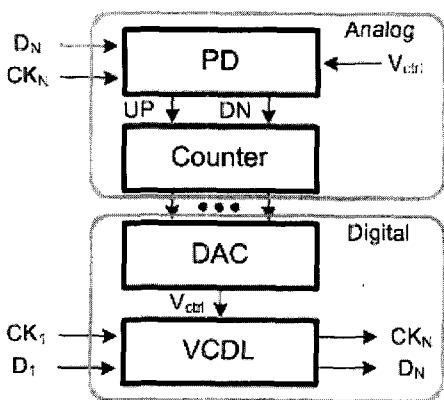 Analog
D_N
CK_N
PD
V_ctrl
UP
DN
Counter
•••
Digital
DAC
V_ctrl
CK_1
D_1
VCDL
CK_N
D_N